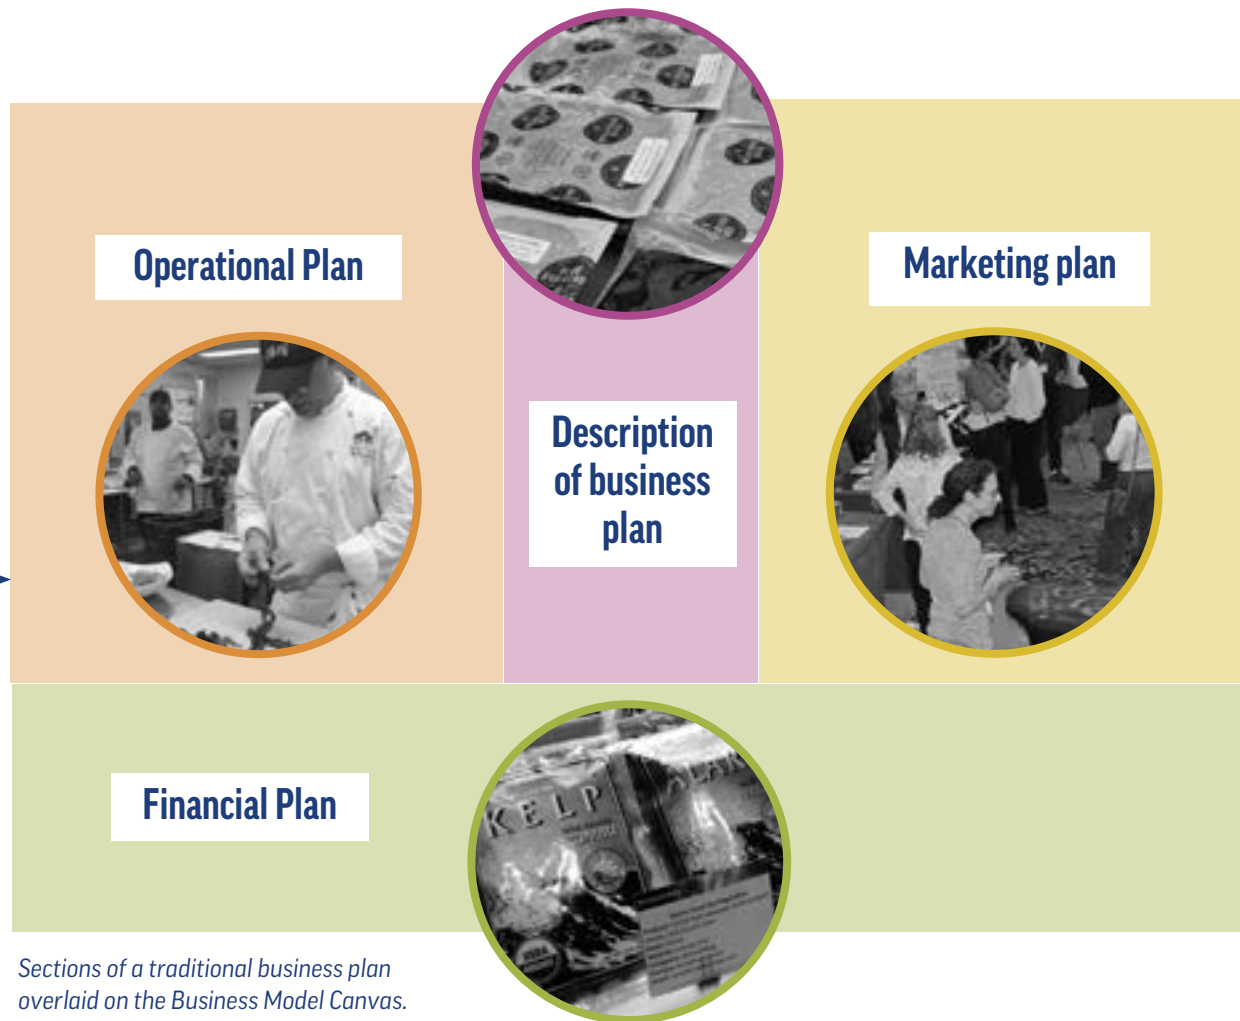 Operational Plan
Marketing plan
Description
of business
plan
Financial Plan
KELP
Sections of a traditional business plan
overlaid on the Business Model Canvas.